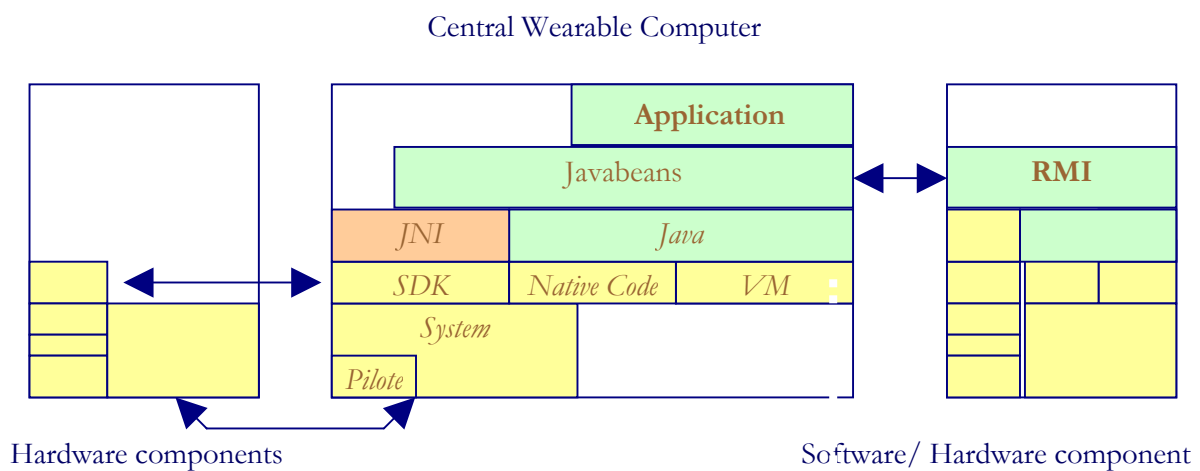 Central Wearable Computer
Application
Javabeans
RMI
JNI
Java
SDK
Native Code
VM
System
Pilote
Hardware components
Software/ Hardware component